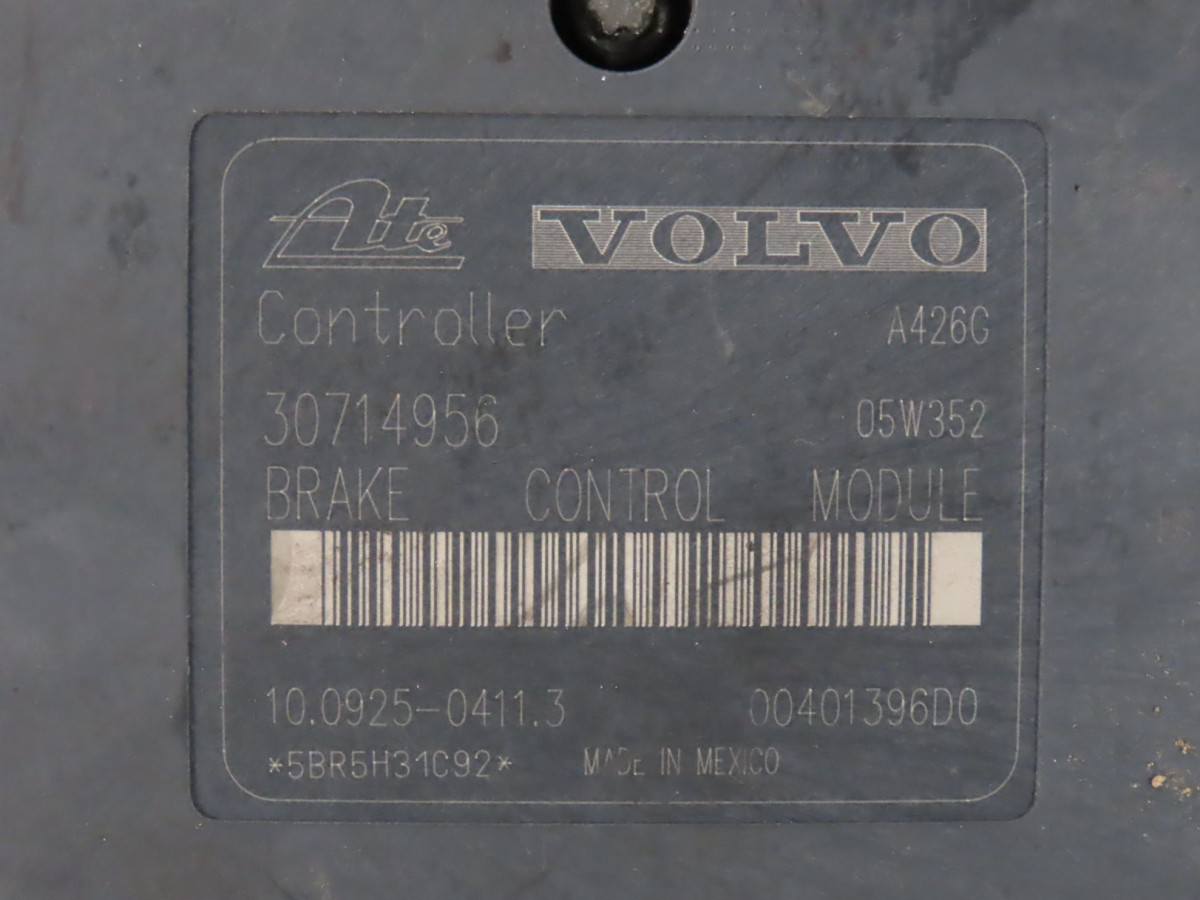 Ate VOLVO
Controller A426G
30714956 05W352
BRAKE CONTROL MODULE
10.0925-0411.3 00401396D0
*5BR5H31C92* MADE IN MEXICO